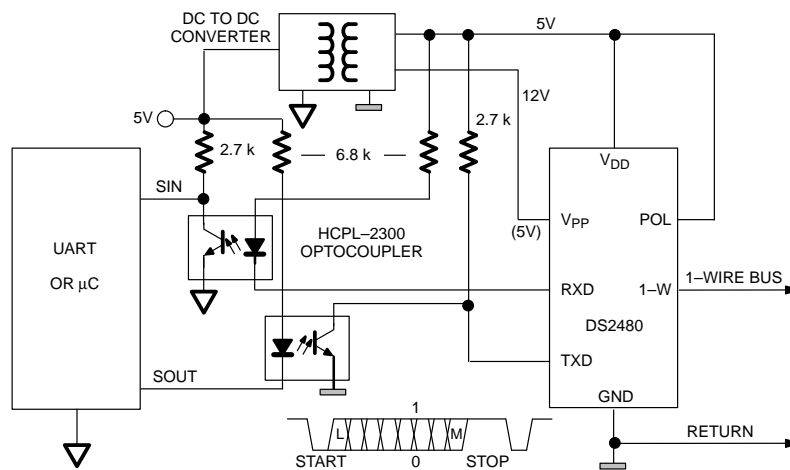 DC TO DC
CONVERTER
5V
12V
5V
2.7 k
6.8 k
2.7 k
V_DD
SIN
HCPL–2300
OPTOCOUPLER
V_PP
(5V)
POL
UART
OR µC
RXD
1–W
1–WIRE BUS
DS2480
TXD
SOUT
GND
1
L
M
START
0
STOP
RETURN